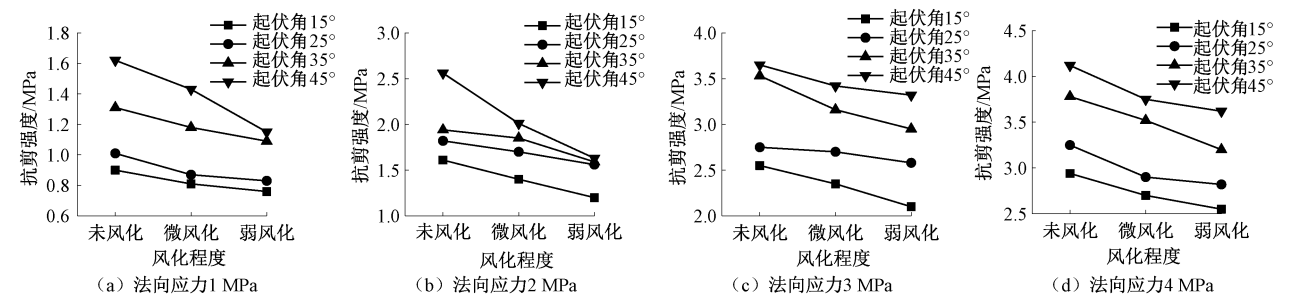 抗剪强度/MPa
1.8
1.6
1.4
1.2
1.0
0.8
0.6
起伏角15°
起伏角25°
起伏角35°
起伏角45°
未风化 微风化 弱风化
风化程度
(a)法向应力1 MPa
抗剪强度/MPa
3.0
2.5
2.0
1.5
1.0
起伏角15°
起伏角25°
起伏角35°
起伏角45°
未风化 微风化 弱风化
风化程度
(b)法向应力2 MPa
抗剪强度/MPa
4.0
3.5
3.0
2.5
2.0
起伏角15°
起伏角25°
起伏角35°
起伏角45°
未风化 微风化 弱风化
风化程度
(c)法向应力3 MPa
抗剪强度/MPa
4.5
4.0
3.5
3.0
2.5
起伏角15°
起伏角25°
起伏角35°
起伏角45°
未风化 微风化 弱风化
风化程度
(d)法向应力4 MPa